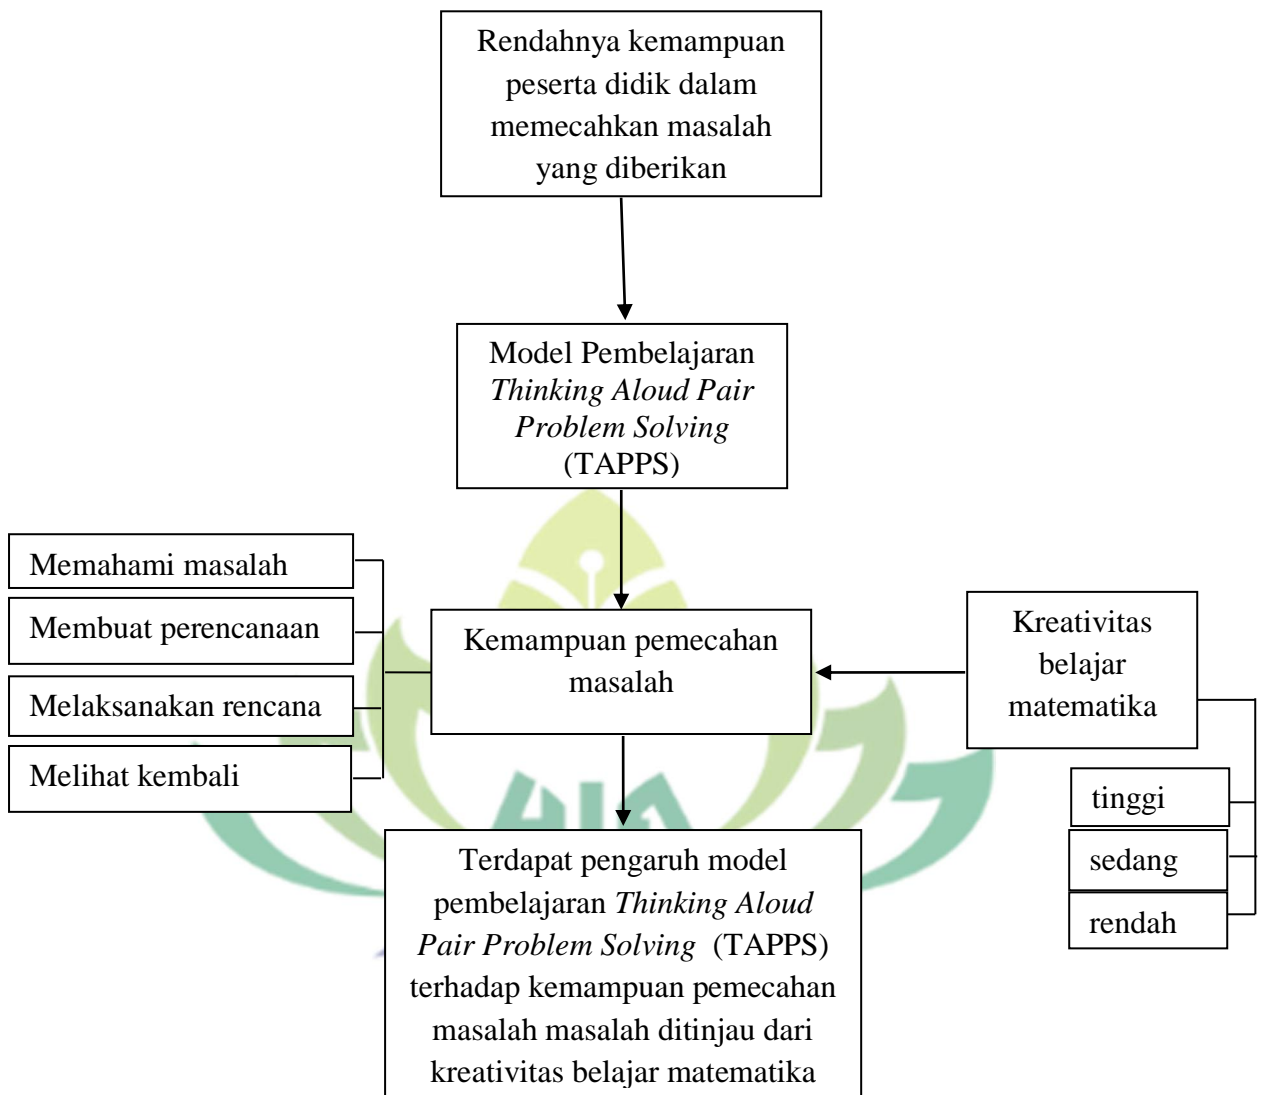 Rendahnya kemampuan
peserta didik dalam
memecahkan masalah
yang diberikan
Model Pembelajaran
Thinking Aloud Pair
Problem Solving
(TAPPS)
Memahami masalah
Membuat perencanaan
Melaksanakan rencana
Melihat kembali
Kemampuan pemecahan
masalah
Kreativitas
belajar
matematika
tinggi
sedang
rendah
Terdapat pengaruh model
pembelajaran Thinking Aloud
Pair Problem Solving (TAPPS)
terhadap kemampuan pemecahan
masalah masalah ditinjau dari
kreativitas belajar matematika